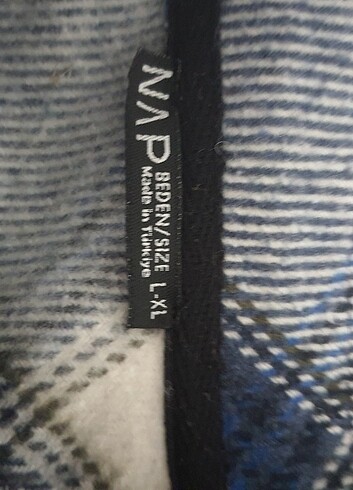 NAP
BEDEN/SIZE L-XL
Made in Türkiye